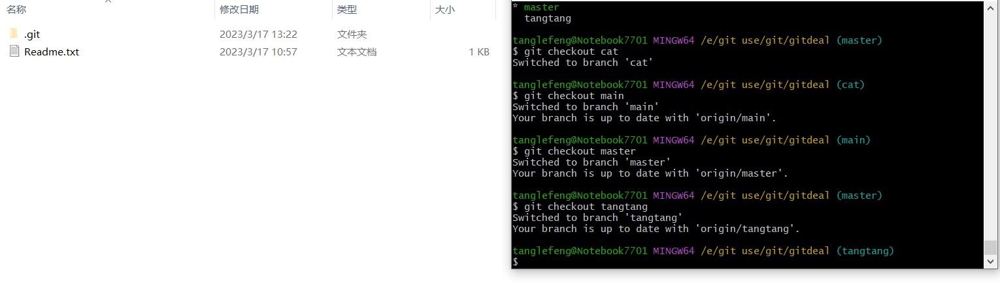 名称 修改日期 类型 大小
.git 2023/3/17 13:22 文件夹
Readme.txt 2023/3/17 10:57 文本文档 1 KB
* master
tangtang
tanglefeng@Notebook7701 MINGW64 /e/git use/git/gitdeal (master)
$ git checkout cat
Switched to branch 'cat'
tanglefeng@Notebook7701 MINGW64 /e/git use/git/gitdeal (cat)
$ git checkout main
Switched to branch 'main'
Your branch is up to date with 'origin/main'.
tanglefeng@Notebook7701 MINGW64 /e/git use/git/gitdeal (main)
$ git checkout master
Switched to branch 'master'
Your branch is up to date with 'origin/master'.
tanglefeng@Notebook7701 MINGW64 /e/git use/git/gitdeal (master)
$ git checkout tangtang
Switched to branch 'tangtang'
Your branch is up to date with 'origin/tangtang'.
tanglefeng@Notebook7701 MINGW64 /e/git use/git/gitdeal (tangtang)
$